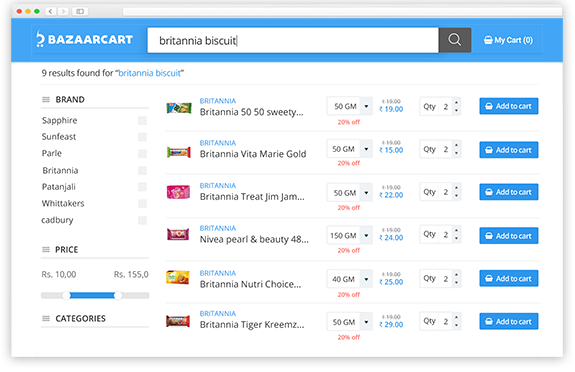 BAZAARCART
britannia biscuit
My Cart (0)
9 results found for “britannia biscuit”
BRAND
Sapphire
Sunfeast
Parle
Britannia
Patanjali
Whittakers
cadbury
PRICE
Rs. 10,00 Rs. 155,0
CATEGORIES
BRITANNIA
Britannia 50 50 sweety...
50 GM
20% off
₹ 19.00
₹ 19.00
Qty 2
Add to cart
BRITANNIA
Britannia Vita Marie Gold
50 GM
20% off
₹ 19.00
₹ 15.00
Qty 2
Add to cart
BRITANNIA
Britannia Treat Jim Jam...
50 GM
20% off
₹ 19.00
₹ 22.00
Qty 2
Add to cart
BRITANNIA
Nivea pearl & beauty 48...
150 GM
20% off
₹ 19.00
₹ 24.00
Qty 2
Add to cart
BRITANNIA
Britannia Nutri Choice...
40 GM
20% off
₹ 19.00
₹ 25.00
Qty 2
Add to cart
BRITANNIA
Britannia Tiger Kreemz...
50 GM
20% off
₹ 19.00
₹ 29.00
Qty 2
Add to cart